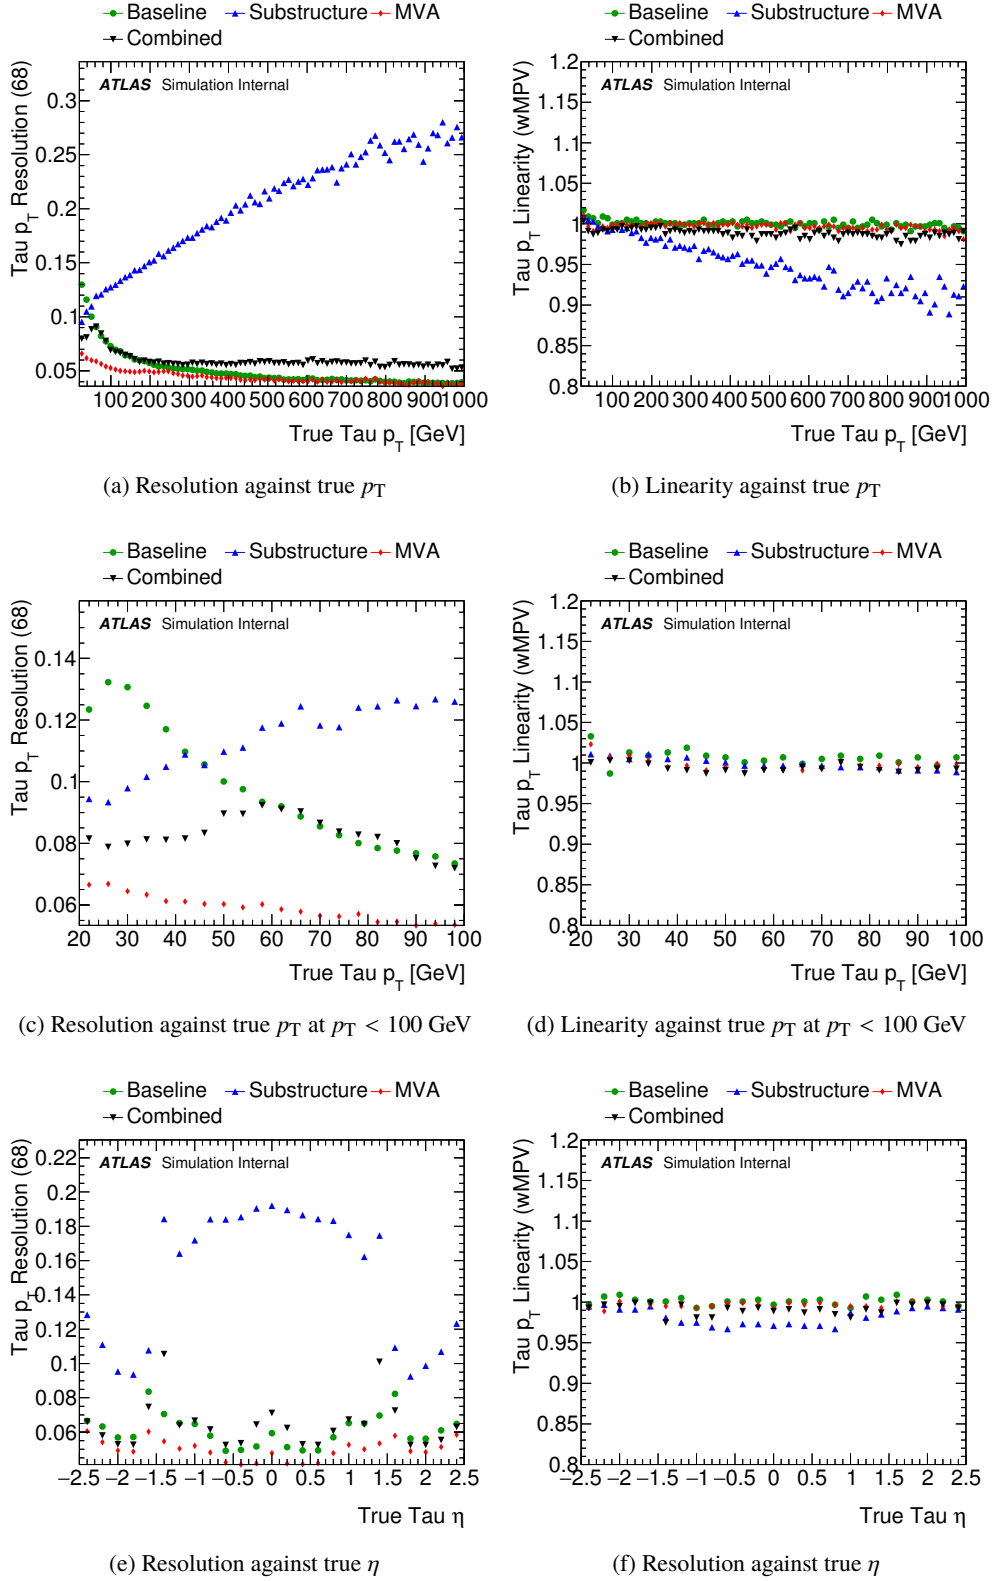 Baseline Substructure MVA
Combined
ATLAS Simulation Internal
Tau p_T Resolution (68)
0.3
0.25
0.2
0.15
0.1
0.05
100 200 300 400 500 600 700 800 900 1000
True Tau p_T [GeV]
(a) Resolution against true p_T
Baseline Substructure MVA
Combined
ATLAS Simulation Internal
Tau p_T Linearity (wMPV)
1.2
1.15
1.1
1.05
1
0.95
0.9
0.85
0.8
100 200 300 400 500 600 700 800 900 1000
True Tau p_T [GeV]
(b) Linearity against true p_T
Baseline Substructure MVA
Combined
ATLAS Simulation Internal
Tau p_T Resolution (68)
0.14
0.12
0.1
0.08
0.06
20 30 40 50 60 70 80 90 100
True Tau p_T [GeV]
(c) Resolution against true p_T at p_T < 100 GeV
Baseline Substructure MVA
Combined
ATLAS Simulation Internal
Tau p_T Linearity (wMPV)
1.2
1.15
1.1
1.05
1
0.95
0.9
0.85
0.8
20 30 40 50 60 70 80 90 100
True Tau p_T [GeV]
(d) Linearity against true p_T at p_T < 100 GeV
Baseline Substructure MVA
Combined
ATLAS Simulation Internal
Tau p_T Resolution (68)
0.22
0.2
0.18
0.16
0.14
0.12
0.1
0.08
0.06
−2.5 −2 −1.5 −1 −0.5 0 0.5 1 1.5 2 2.5
True Tau η
(e) Resolution against true η
Baseline Substructure MVA
Combined
ATLAS Simulation Internal
Tau p_T Linearity (wMPV)
1.2
1.15
1.1
1.05
1
0.95
0.9
0.85
0.8
−2.5 −2 −1.5 −1 −0.5 0 0.5 1 1.5 2 2.5
True Tau η
(f) Resolution against true η